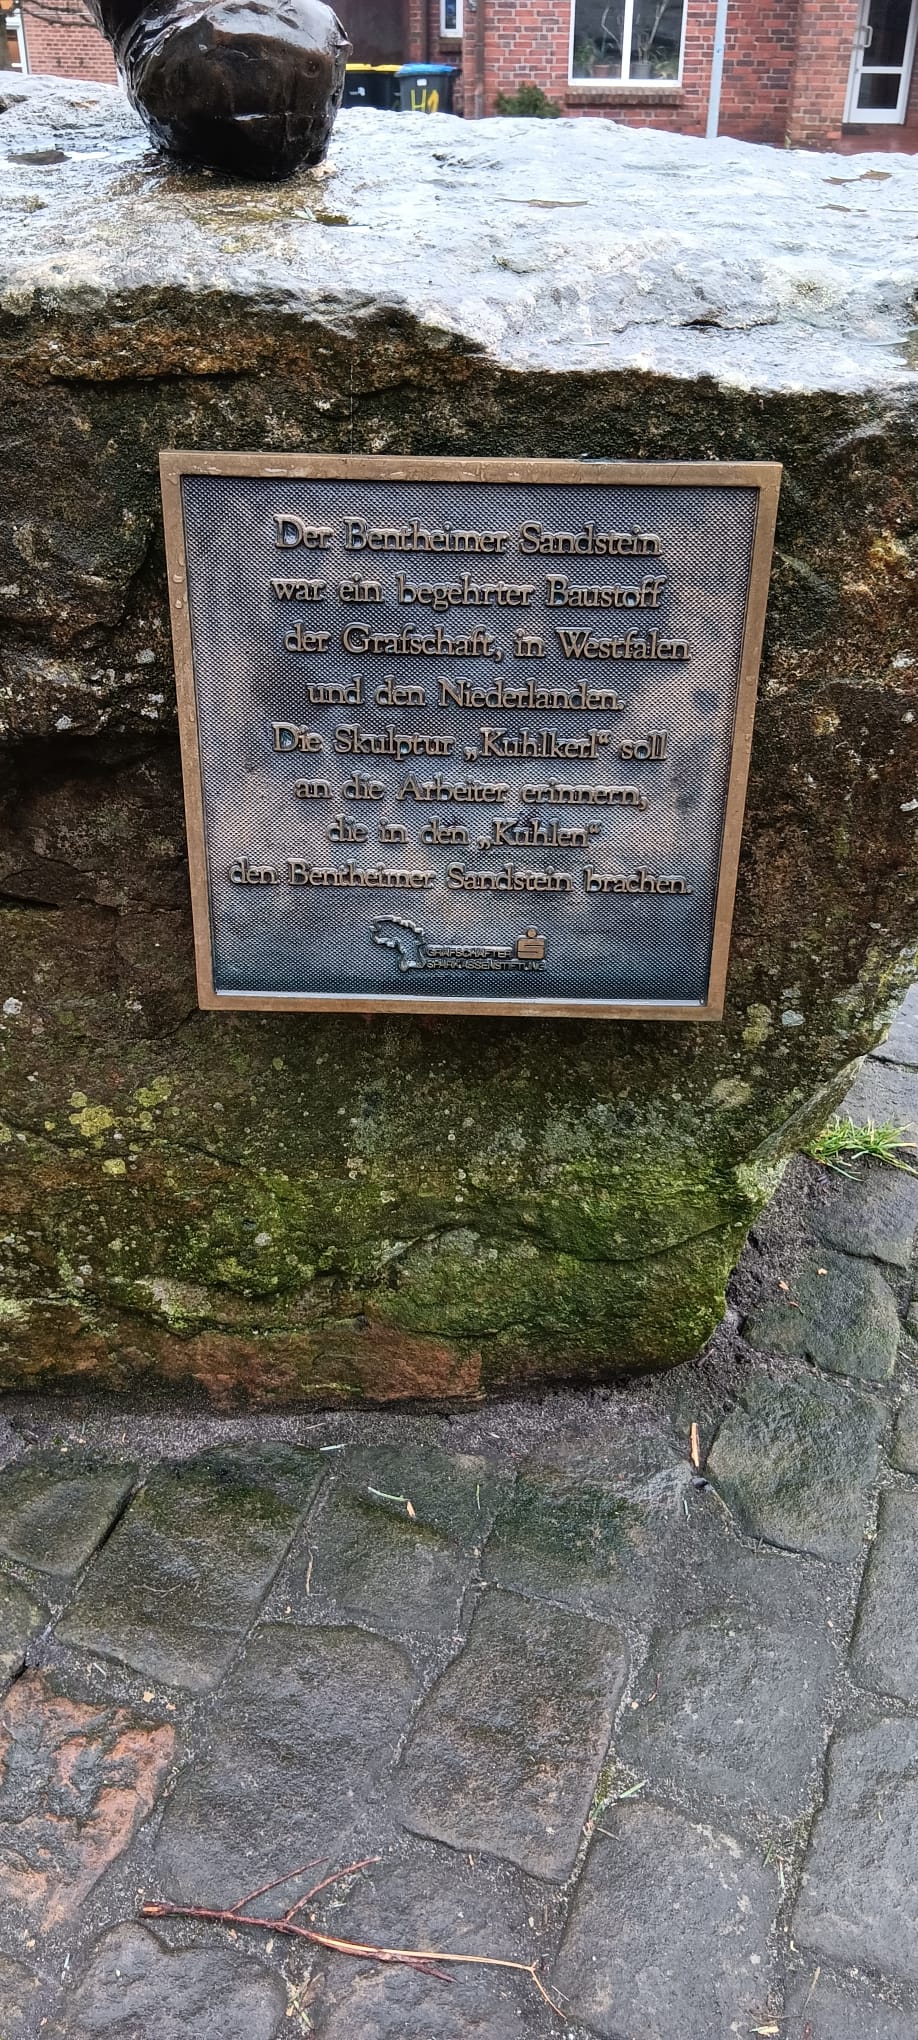 H1
Der Bentheimer Sandstein
war ein begehrter Baustoff
der Grafschaft, in Westfalen
und den Niederlanden.
Die Skulptur „Kuhlkerl“ soll
an die Arbeiter erinnern,
die in den „Kuhlen“
den Bentheimer Sandstein brachen.
GRAFSCHAFTER
SPARKASSENSTIFTUNG